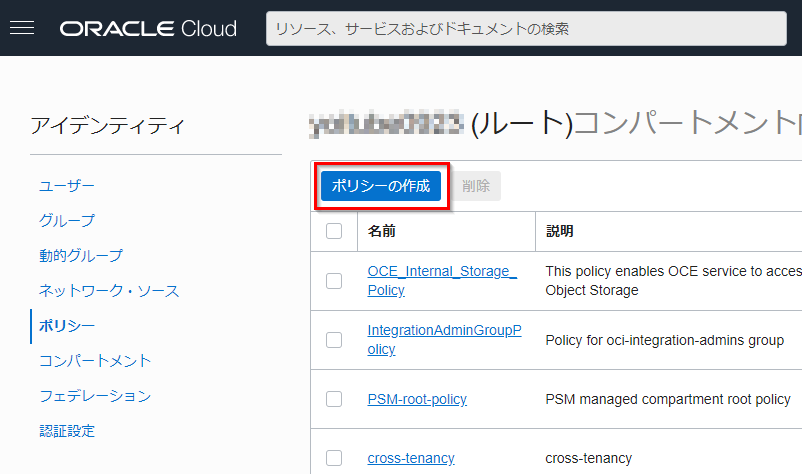 ORACLE Cloud
リソース、サービスおよびドキュメントの検索
アイデンティティ
ユーザー
グループ
動的グループ
ネットワーク・ソース
ポリシー
コンパートメント
フェデレーション
認証設定
(ルート)コンパートメント
ポリシーの作成 削除
名前 説明
OCE_Internal_Storage_
Policy
This policy enables OCE service to acces
Object Storage
IntegrationAdminGroupP
olicy
Policy for oci-integration-admins group
PSM-root-policy PSM managed compartment root policy
cross-tenancy cross-tenancy